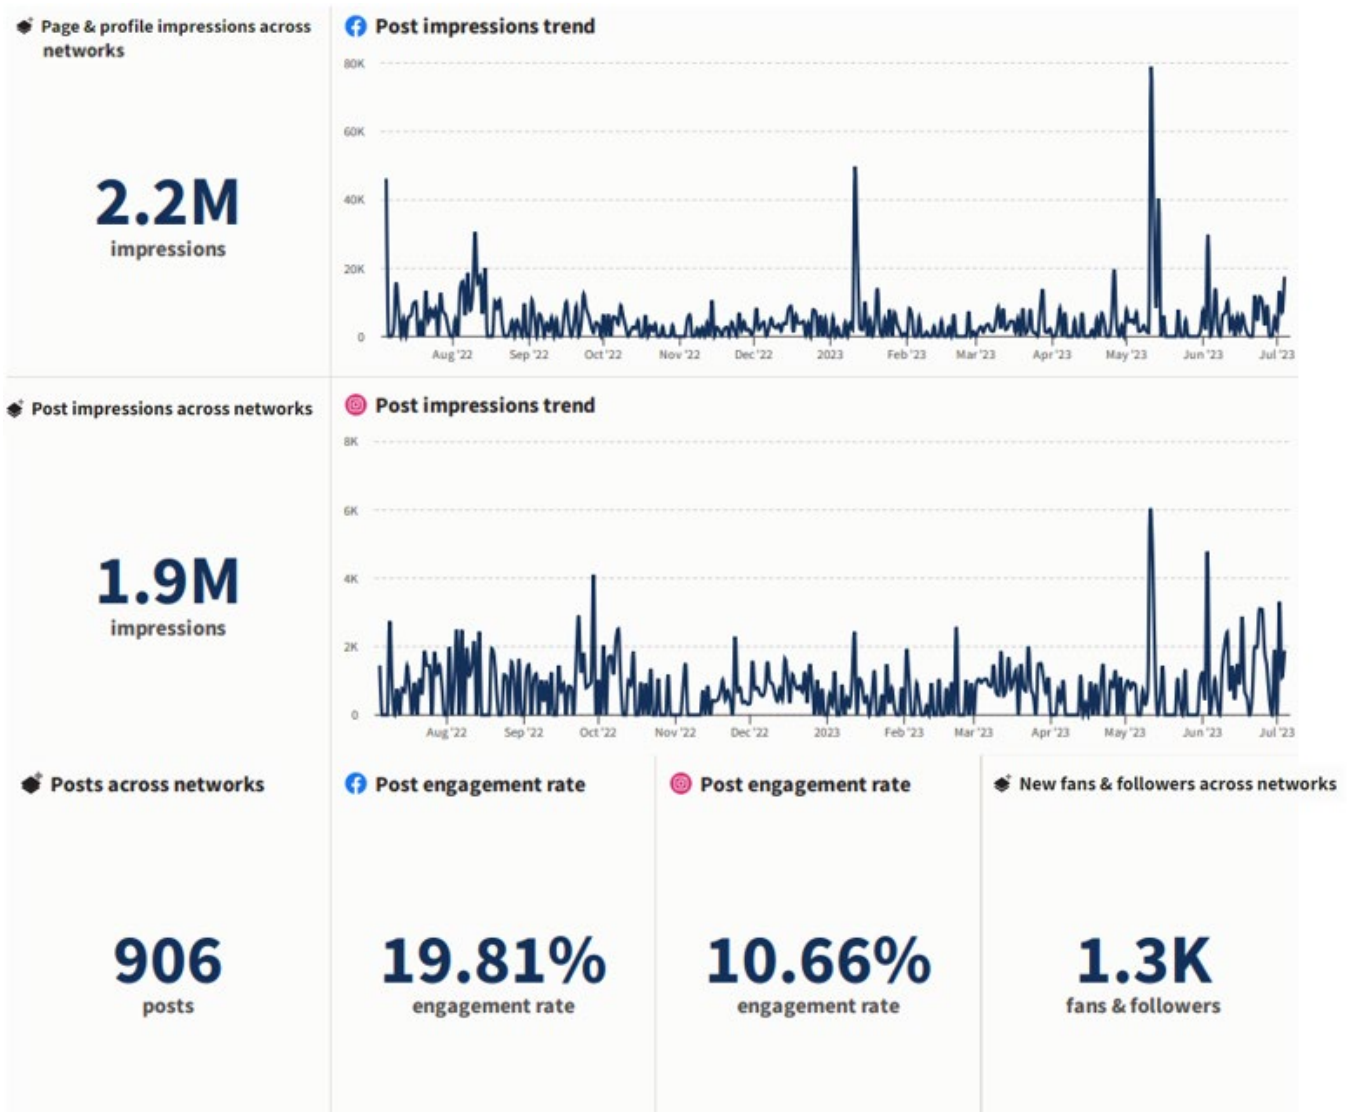 Page & profile impressions across
networks
2.2M
impressions
Post impressions trend
80K
60K
40K
20K
0
Aug '22 Sep '22 Oct '22 Nov '22 Dec '22 2023 Feb '23 Mar '23 Apr '23 May '23 Jun '23 Jul '23
Post impressions across networks
1.9M
impressions
Post impressions trend
8K
6K
4K
2K
0
Aug '22 Sep '22 Oct '22 Nov '22 Dec '22 2023 Feb '23 Mar '23 Apr '23 May '23 Jun '23 Jul '23
Posts across networks
906
posts
Post engagement rate
19.81%
engagement rate
Post engagement rate
10.66%
engagement rate
New fans & followers across networks
1.3K
fans & followers